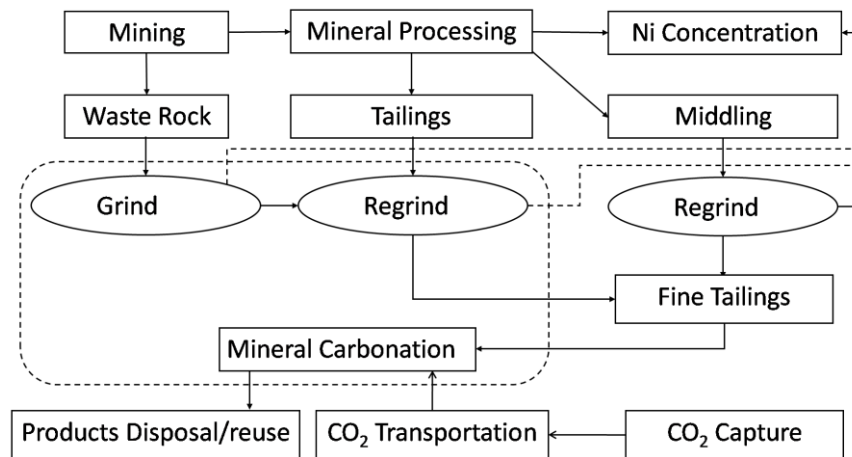 Mining
Mineral Processing
Ni Concentration
Waste Rock
Tailings
Middling
Grind
Regrind
Regrind
Fine Tailings
Mineral Carbonation
Products Disposal/reuse
CO₂ Transportation
CO₂ Capture